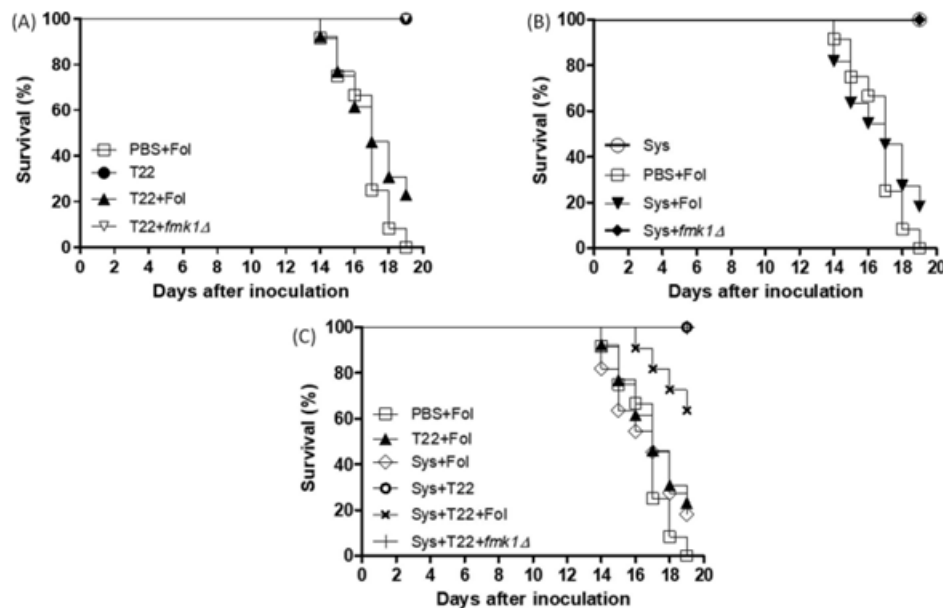 (A)
100
80
60
40
20
0
Survival (%)
PBS+Fol
T22
T22+Fol
T22+fmk1Δ
0 2 4 6 8 10 12 14 16 18 20
Days after inoculation
(B)
100
80
60
40
20
0
Survival (%)
Sys
PBS+Fol
Sys+Fol
Sys+fmk1Δ
0 2 4 6 8 10 12 14 16 18 20
Days after inoculation
(C)
100
80
60
40
20
0
Survival (%)
PBS+Fol
T22+Fol
Sys+Fol
Sys+T22
Sys+T22+Fol
Sys+T22+fmk1Δ
0 2 4 6 8 10 12 14 16 18 20
Days after inoculation